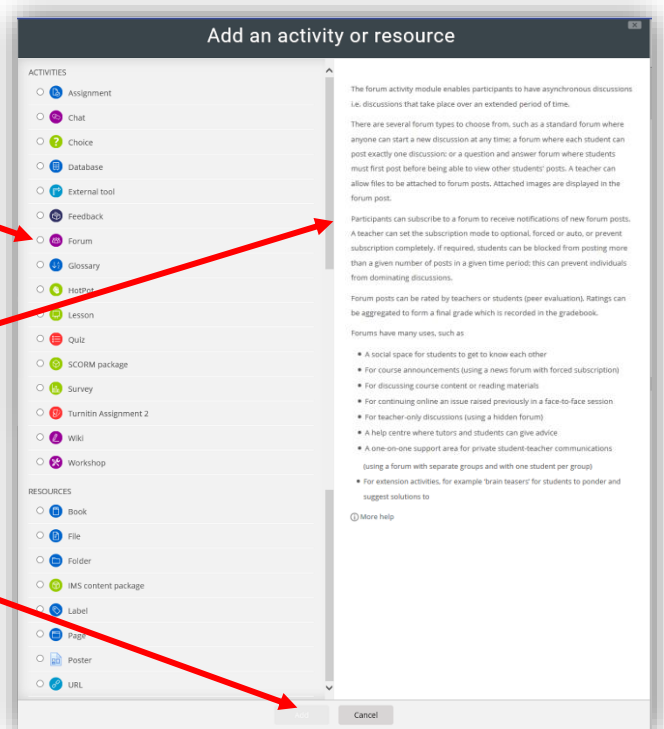 Add an activity or resource
ACTIVITIES
Assignment
Chat
Choice
Database
External tool
Feedback
Forum
Glossary
HotPot
Lesson
Quiz
SCORM package
Survey
Turnitin Assignment 2
Wiki
Workshop
RESOURCES
Book
File
Folder
IMS content package
Label
Page
Poster
URL
The forum activity module enables participants to have asynchronous discussions
i.e. discussions that take place over an extended period of time.
There are several forum types to choose from, such as a standard forum where
anyone can start a new discussion at any time; a forum where each student can
post exactly one discussion; or a question and answer forum where students
must first post before being able to view other students' posts. A teacher can
allow files to be attached to forum posts. Attached images are displayed in the
forum post.
Participants can subscribe to a forum to receive notifications of new forum posts.
A teacher can set the subscription mode to optional, forced or auto, or prevent
subscription completely. If required, students can be blocked from posting more
than a given number of posts in a given time period; this can prevent individuals
from dominating discussions.
Forum posts can be rated by teachers or students (peer evaluation). Ratings can
be aggregated to form a final grade which is recorded in the gradebook.
Forums have many uses, such as
• A social space for students to get to know each other
• For course announcements (using a news forum with forced subscription)
• For discussing course content or reading materials
• For continuing online an issue raised previously in a face-to-face session
• For teacher-only discussions (using a hidden forum)
• A help centre where tutors and students can give advice
• A one-on-one support area for private student-teacher communications
(using a forum with separate groups and with one student per group)
• For extension activities, for example 'brain teasers' for students to ponder and
suggest solutions to
More help
Cancel